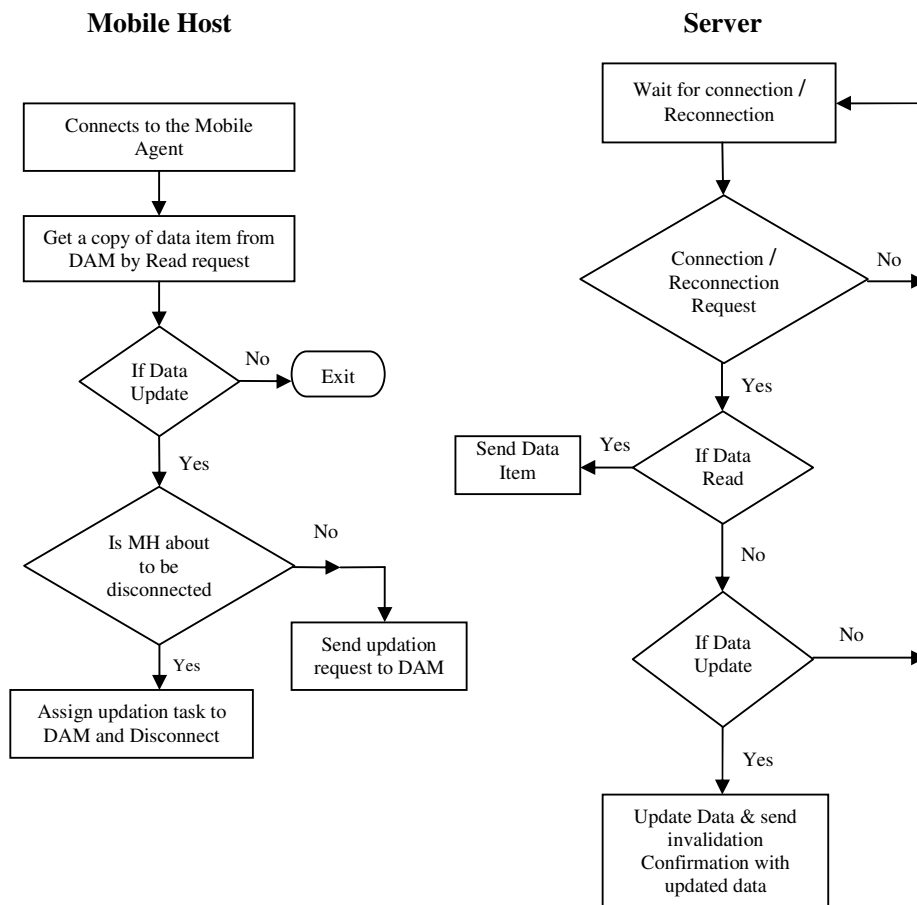 Mobile Host
Connects to the Mobile
Agent
Get a copy of data item from
DAM by Read request
If Data
Update
No
Exit
Yes
Is MH about
to be
disconnected
No
Send updation
request to DAM
Yes
Assign updation task to
DAM and Disconnect
Server
Wait for connection /
Reconnection
Connection /
Reconnection
Request
No
Yes
If Data
Read
Yes
Send Data
Item
No
If Data
Update
No
Yes
Update Data & send
invalidation
Confirmation with
updated data